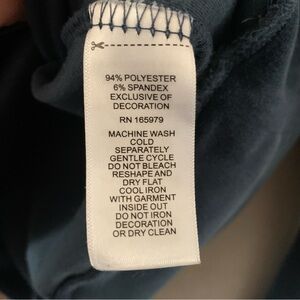 94% POLYESTER
6% SPANDEX
EXCLUSIVE OF
DECORATION
RN 165979
MACHINE WASH
COLD
SEPARATELY
GENTLE CYCLE
DO NOT BLEACH
RESHAPE AND
DRY FLAT
COOL IRON
WITH GARMENT
INSIDE OUT
DO NOT IRON
DECORATION
OR DRY CLEAN